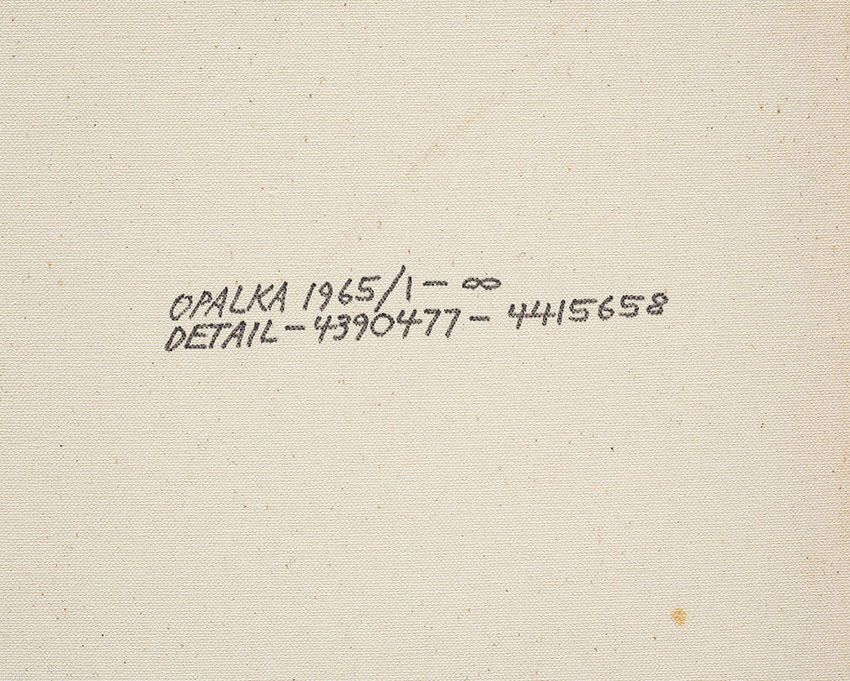 OPALKA 1965/1 – ∞
DETAIL – 4390477 – 4415658